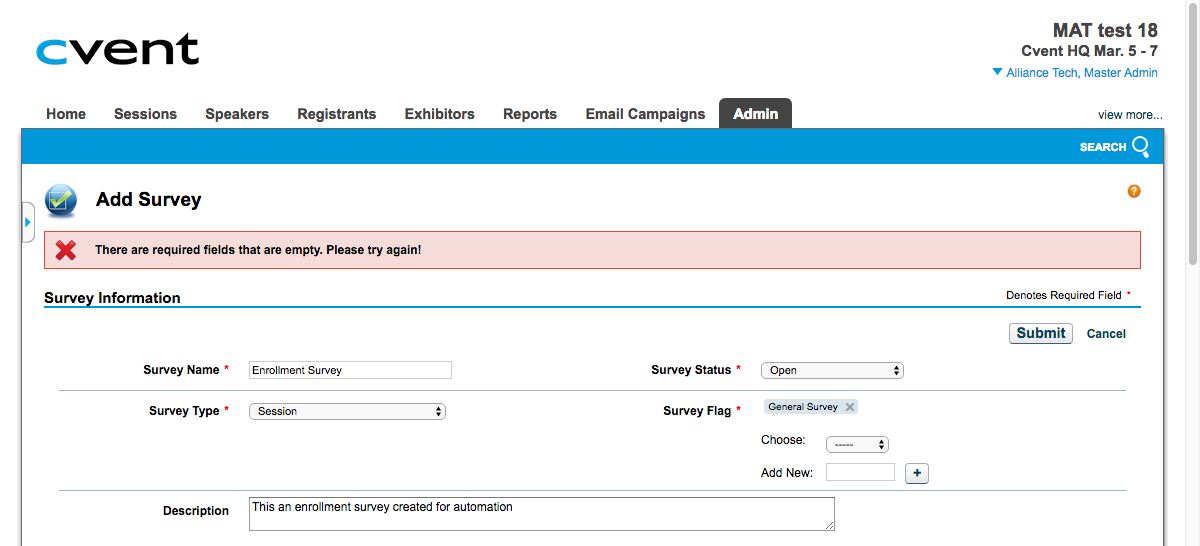 cvent
MAT test 18
Cvent HQ Mar. 5 - 7
Alliance Tech, Master Admin
Home Sessions Speakers Registrants Exhibitors Reports Email Campaigns Admin view more...
SEARCH
Add Survey
?
There are required fields that are empty. Please try again!
Survey Information Denotes Required Field *
Submit Cancel
Survey Name * Enrollment Survey Survey Status * Open
Survey Type * Session Survey Flag * General Survey
Choose: -----
Add New: +
Description This an enrollment survey created for automation